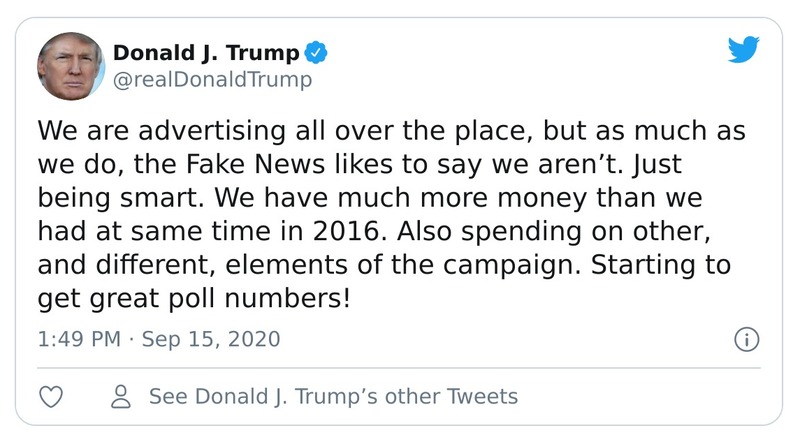 Donald J. Trump
@realDonaldTrump
We are advertising all over the place, but as much as
we do, the Fake News likes to say we aren’t. Just
being smart. We have much more money than we
had at same time in 2016. Also spending on other,
and different, elements of the campaign. Starting to
get great poll numbers!
1:49 PM · Sep 15, 2020
See Donald J. Trump’s other Tweets